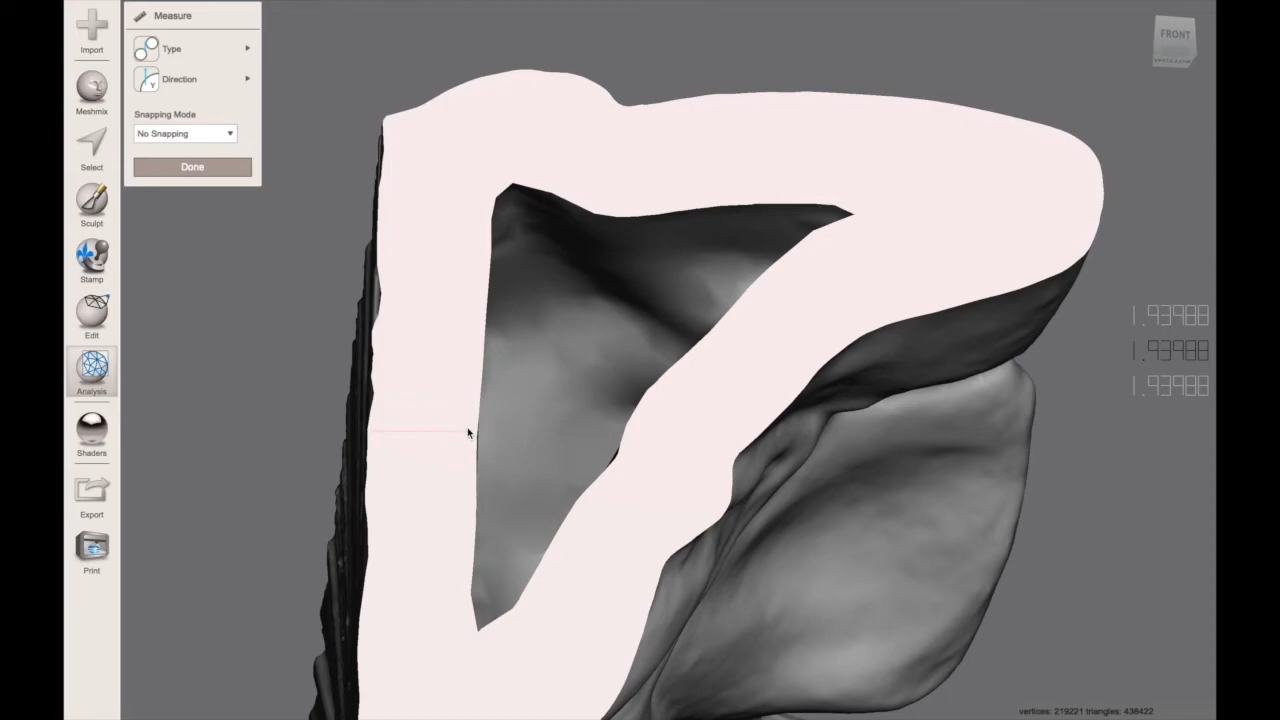 Import
Meshmix
Select
Sculpt
Stamp
Edit
Analysis
Shaders
Export
Print
Measure
Type
Direction
Y
Snapping Mode
No Snapping
Done
FRONT
1.93988
1.93988
1.93988
vertices: 219221 triangles: 438422